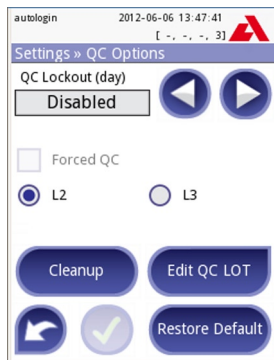 autologin 2012-06-06 13:47:41
[ -, -, -, 3]
Settings » QC Options
QC Lockout (day)
Disabled
Forced QC
L2 L3
Cleanup Edit QC LOT
Restore Default